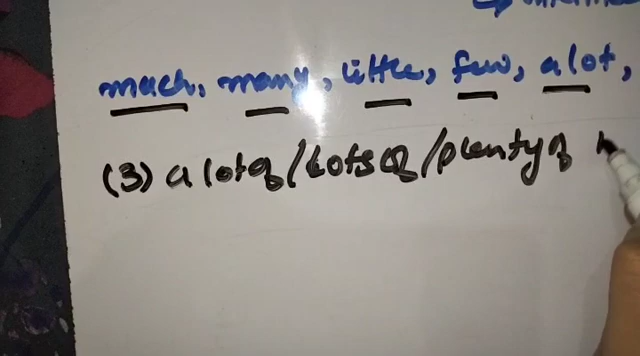 much, many, little, few, a lot,
(3) a lot of / Lots of / plenty of